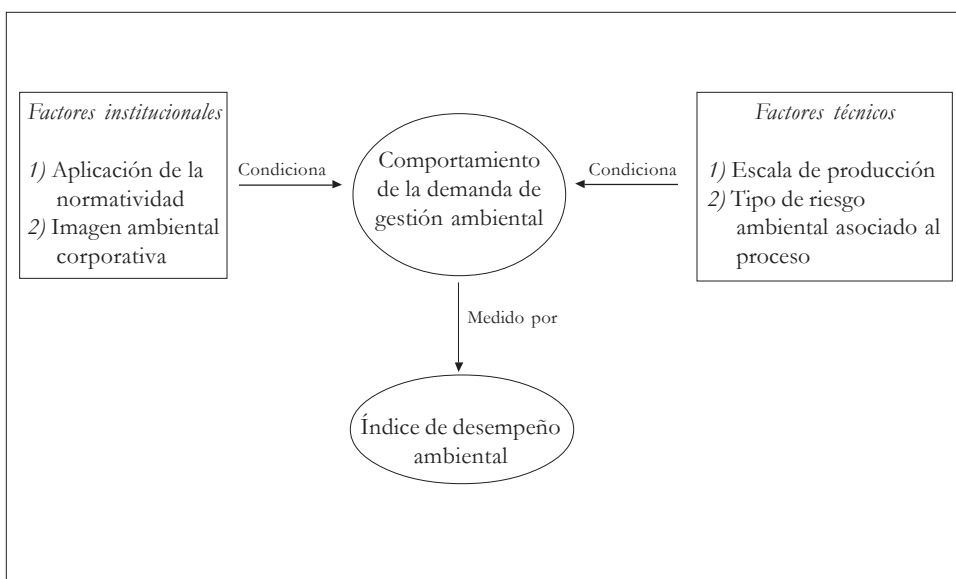 Factores institucionales
1) Aplicación de la
normatividad
2) Imagen ambiental
corporativa
Condiciona
Comportamiento
de la demanda de
gestión ambiental
Condiciona
Factores técnicos
1) Escala de producción
2) Tipo de riesgo
ambiental asociado al
proceso
Medido por
Índice de desempeño
ambiental